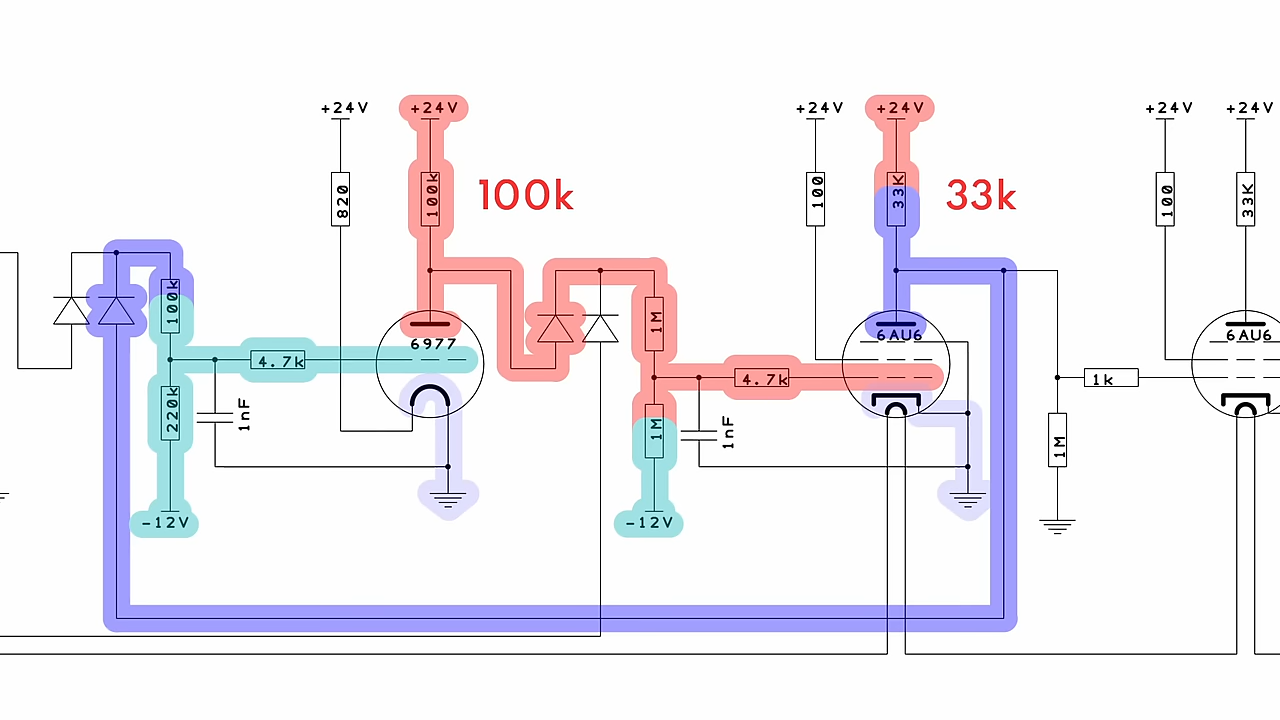 +24V +24V +24V +24V +24V +24V
820 100k 100k 100 33K 33k 100 33K
100k 1M
6977 6AU6 6AU6
4.7k 4.7k 1k
220k 1nF 1M 1nF 1M
-12V -12V